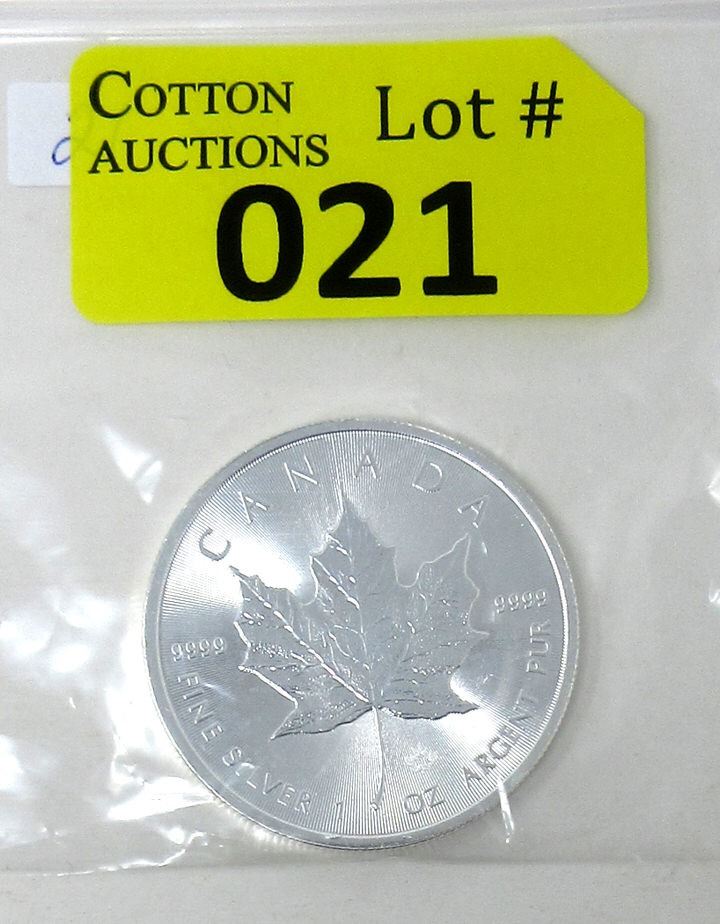 COTTON
AUCTIONS
Lot #
021
CANADA
9999
9999
FINE SILVER 1 OZ ARGENT PUR